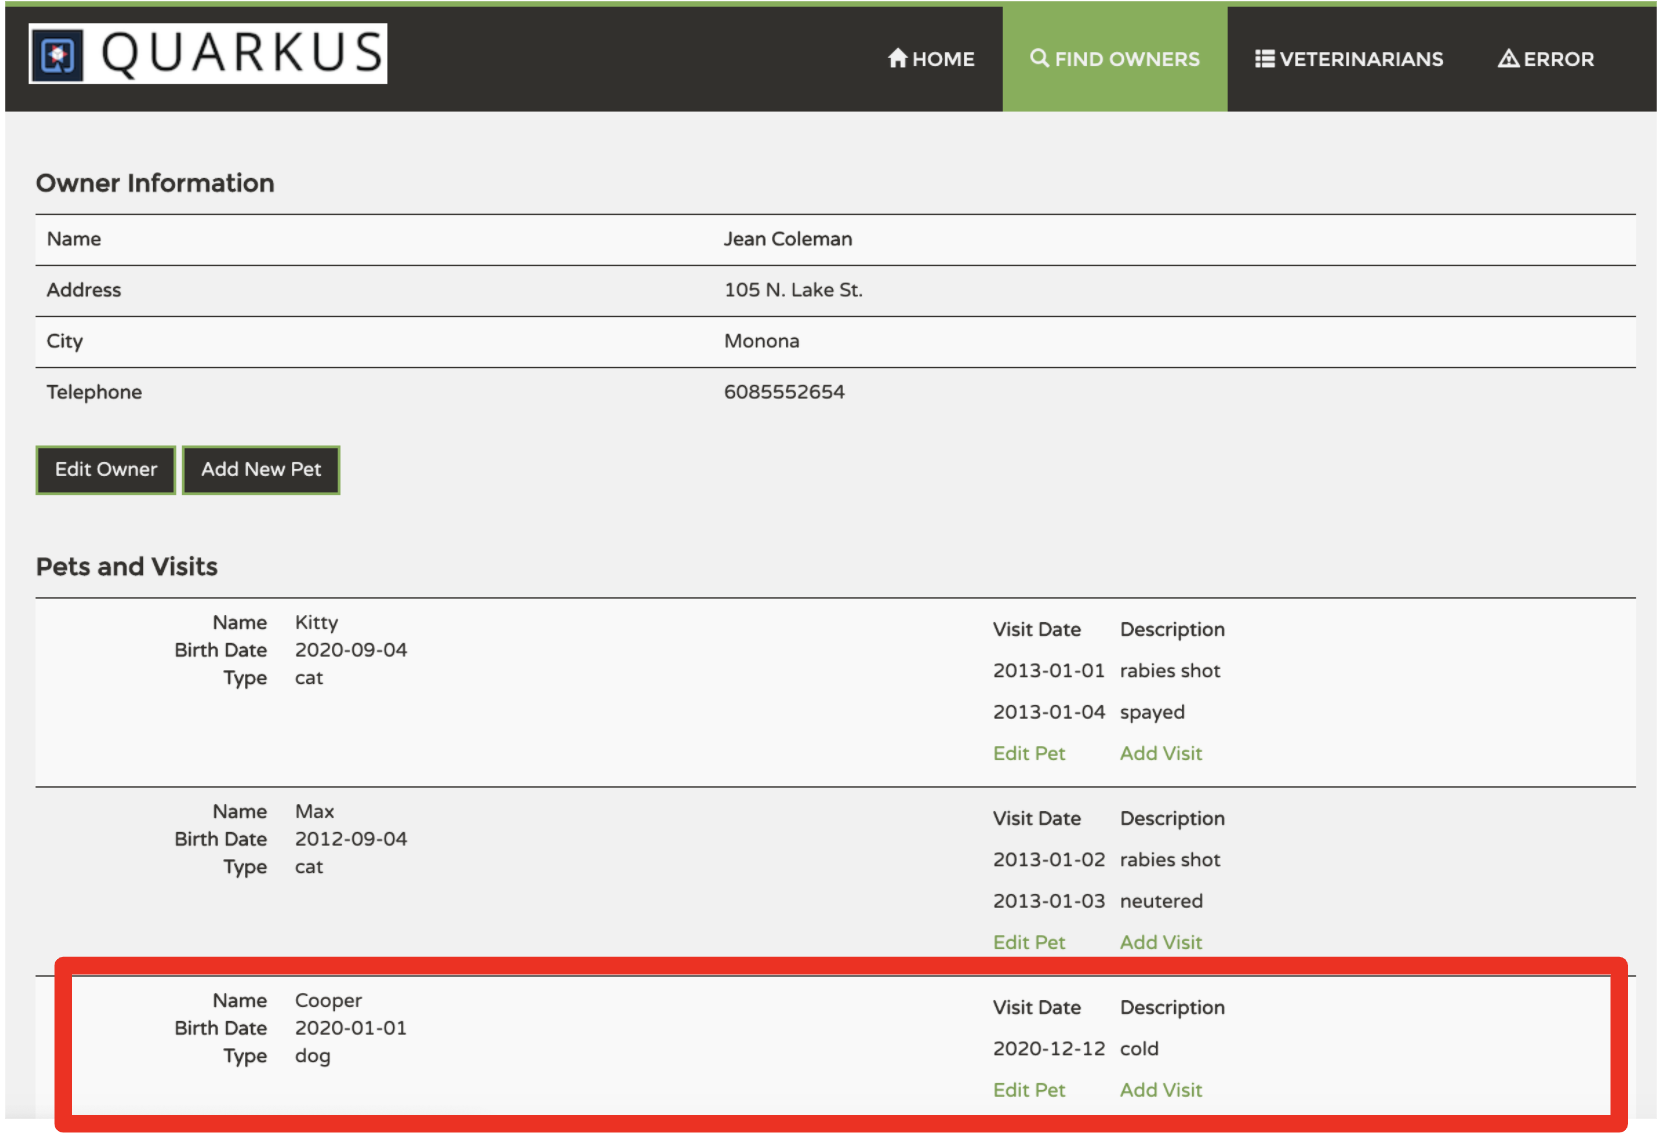 QUARKUS
HOME FIND OWNERS VETERINARIANS ERROR
Owner Information
Name Jean Coleman
Address 105 N. Lake St.
City Monona
Telephone 6085552654
Edit Owner Add New Pet
Pets and Visits
Name Kitty
Birth Date 2020-09-04
Type cat
Visit Date Description
2013-01-01 rabies shot
2013-01-04 spayed
Edit Pet Add Visit
Name Max
Birth Date 2012-09-04
Type cat
Visit Date Description
2013-01-02 rabies shot
2013-01-03 neutered
Edit Pet Add Visit
Name Cooper
Birth Date 2020-01-01
Type dog
Visit Date Description
2020-12-12 cold
Edit Pet Add Visit